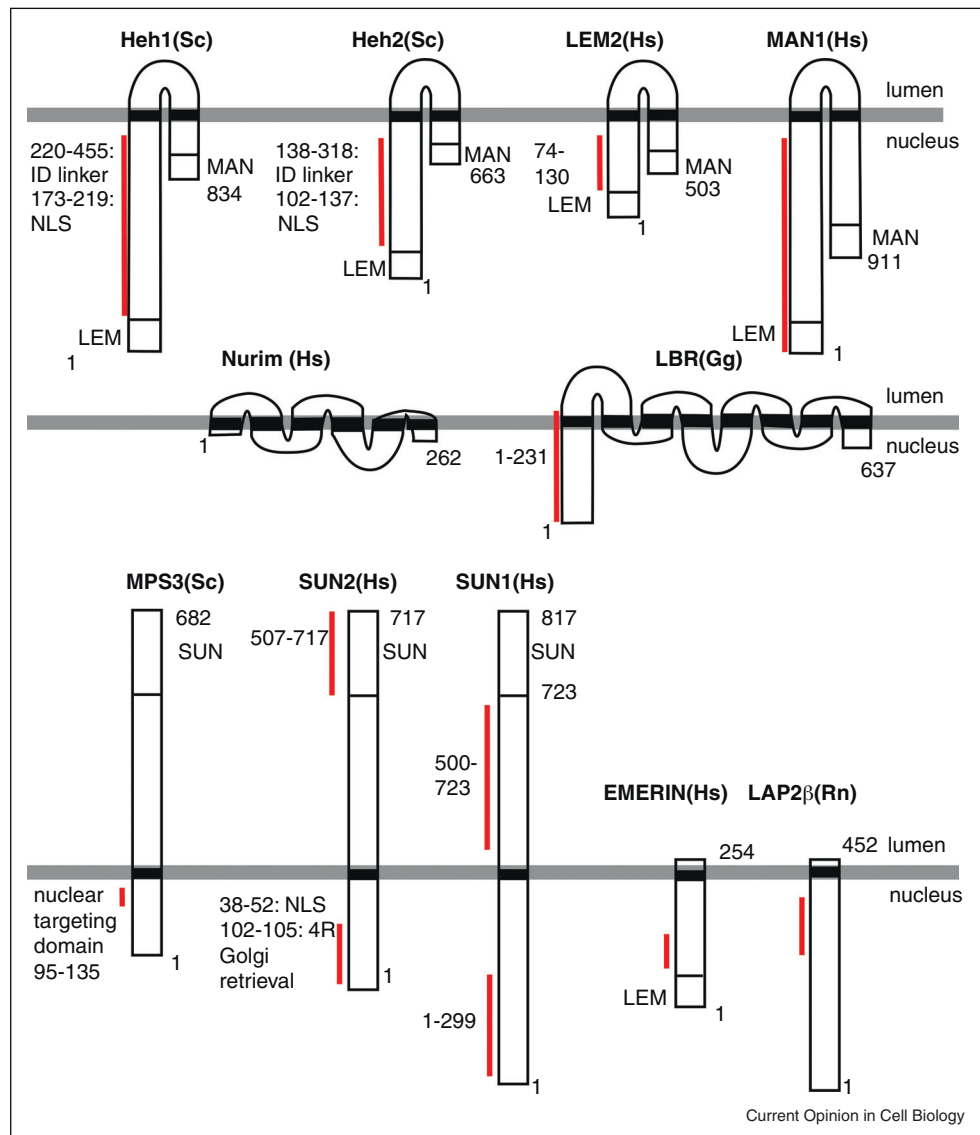 Heh1(Sc)
Heh2(Sc)
LEM2(Hs)
MAN1(Hs)
lumen
nucleus
220-455:
ID linker
173-219:
NLS
MAN
834
LEM
1
138-318:
ID linker
102-137:
NLS
MAN
663
LEM
1
74-
130
MAN
503
LEM
1
MAN
911
LEM
1
Nurim (Hs)
LBR(Gg)
lumen
nucleus
1
262
1-231
637
1
MPS3(Sc)
SUN2(Hs)
SUN1(Hs)
682
SUN
507-717
717
SUN
817
SUN
723
500-
723
EMERIN(Hs)
LAP2β(Rn)
254
452
lumen
nucleus
nuclear
targeting
domain
95-135
1
38-52: NLS
102-105: 4R
Golgi
retrieval
1
1-299
1
LEM
1
1
Current Opinion in Cell Biology